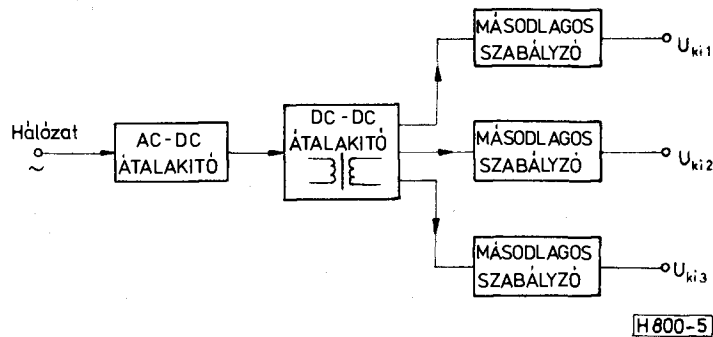 Hálózat
~
AC-DC
ÁTALAKITÓ
DC-DC
ÁTALAKITÓ
MÁSODLAGOS
SZABÁLYZÓ
Uki1
MÁSODLAGOS
SZABÁLYZÓ
Uki2
MÁSODLAGOS
SZABÁLYZÓ
Uki3
H800-5